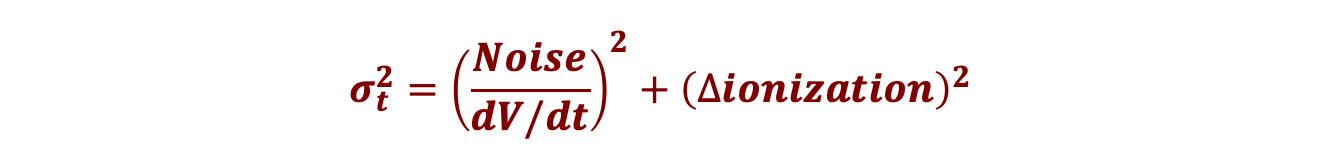 σ_t^2 = (Noise / dV/dt)^2 + (Δionization)^2